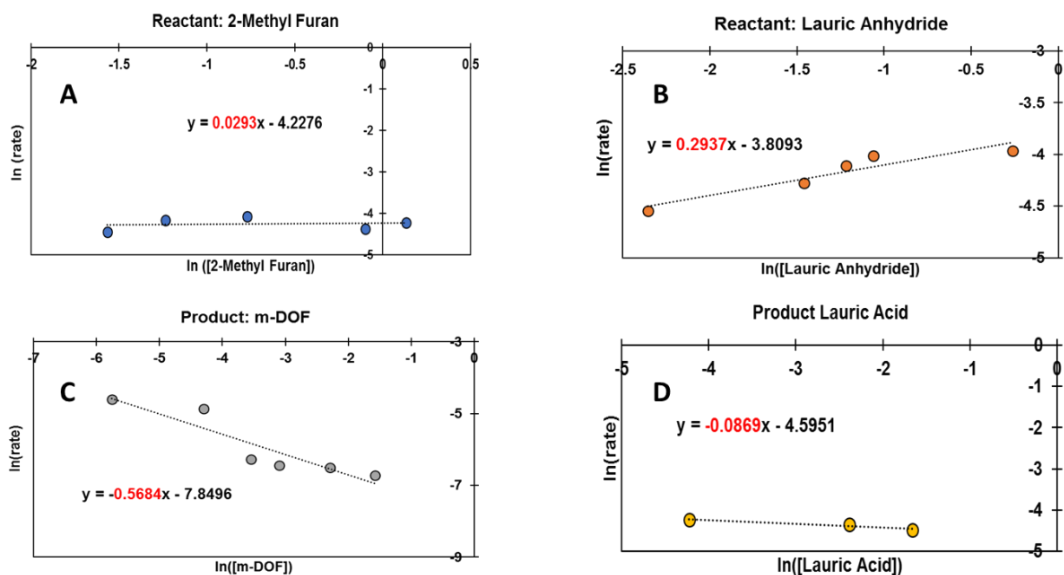 Reactant: 2-Methyl Furan
-2 -1.5 -1 -0.5 0 0.5
0
-1
-2
-3
-4
-5
A
y = 0.0293x - 4.2276
ln (rate)
ln ([2-Methyl Furan])
Reactant: Lauric Anhydride
-2.5 -2 -1.5 -1 -0.5 0
-3
-3.5
-4
-4.5
-5
B
y = 0.2937x - 3.8093
ln(rate)
ln([Lauric Anhydride])
Product: m-DOF
-7 -6 -5 -4 -3 -2 -1 0
-3
-5
-7
-9
C
y = -0.5684x - 7.8496
ln(rate)
ln([m-DOF])
Product Lauric Acid
-5 -4 -3 -2 -1 0
0
-1
-2
-3
-4
-5
D
y = -0.0869x - 4.5951
ln(rate)
ln([Lauric Acid])